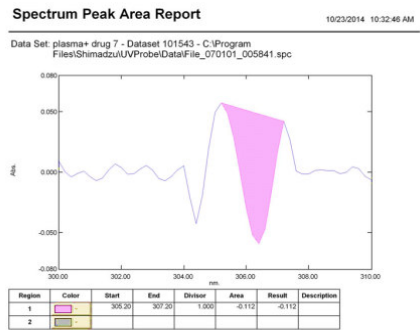 Spectrum Peak Area Report
10/23/2014 10:32:46 AM
Data Set: plasma+ drug 7 - Dataset 101543 - C:\Program
Files\Shimadzu\UVProbe\Data\File_070101_005841.spc
0.080
0.050
Abs.
0.000
-0.050
-0.080
300.00 302.00 304.00 306.00 308.00 310.00
nm.
Region Color Start End Divisor Area Result Description
1 - 305.20 307.20 1.000 -0.112 -0.112
2 -